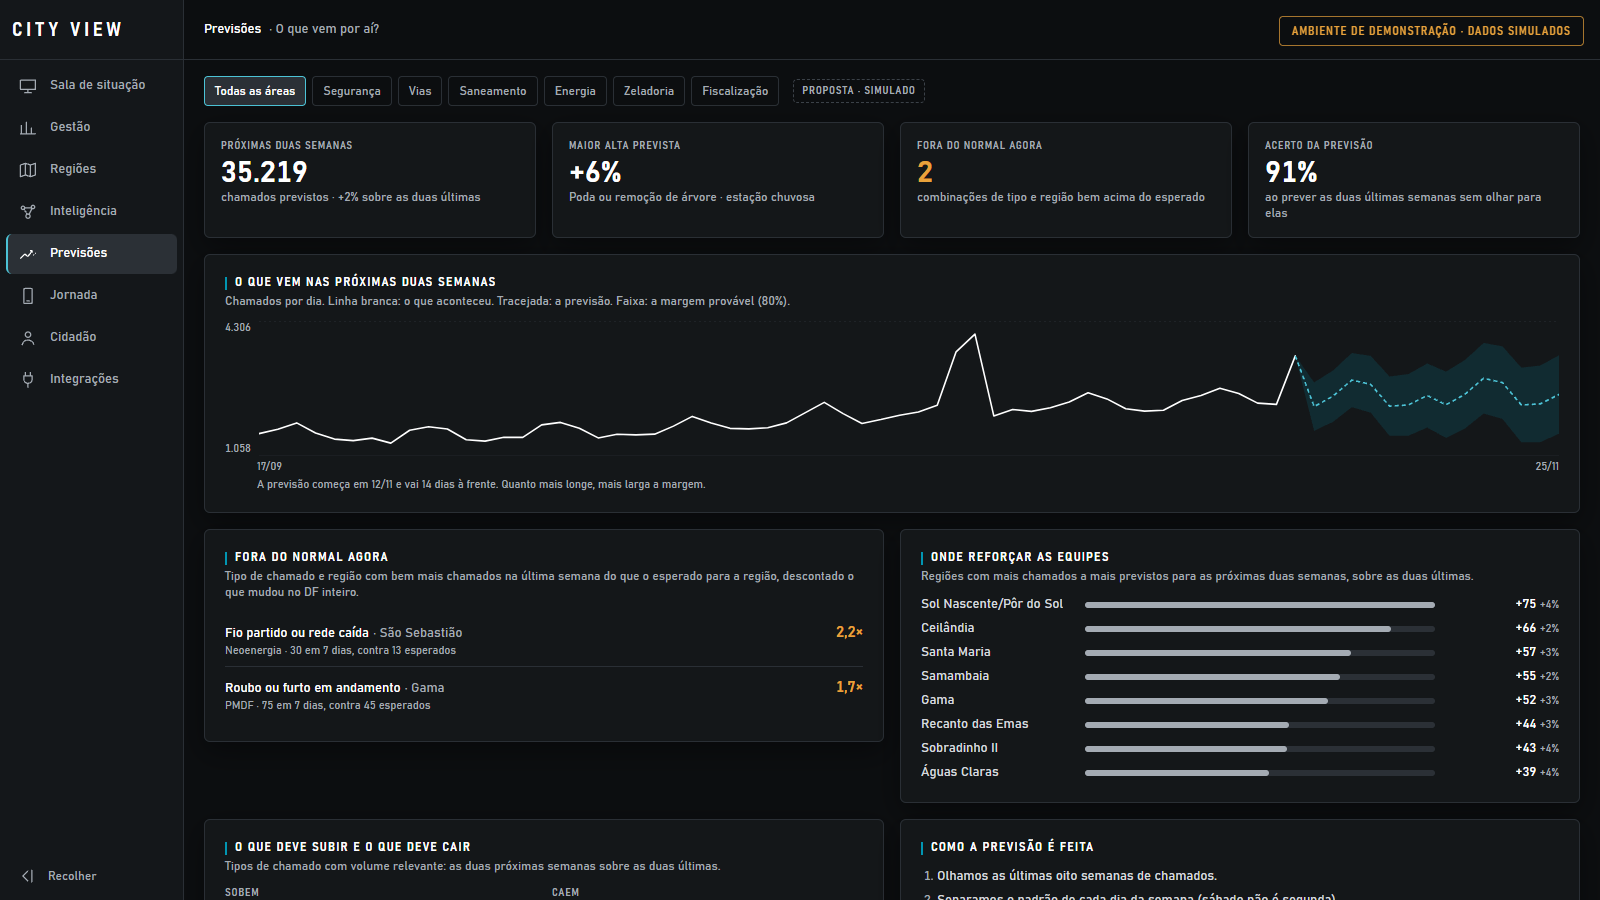 CITY VIEW
Previsões · O que vem por aí?
AMBIENTE DE DEMONSTRAÇÃO · DADOS SIMULADOS
Sala de situação
Gestão
Regiões
Inteligência
Previsões
Jornada
Cidadão
Integrações
Recolher
Todas as áreas
Segurança
Vias
Saneamento
Energia
Zeladoria
Fiscalização
PROPOSTA · SIMULADO
PRÓXIMAS DUAS SEMANAS
35.219
chamados previstos · +2% sobre as duas últimas
MAIOR ALTA PREVISTA
+6%
Poda ou remoção de árvore · estação chuvosa
FORA DO NORMAL AGORA
2
combinações de tipo e região bem acima do esperado
ACERTO DA PREVISÃO
91%
ao prever as duas últimas semanas sem olhar para
elas
O QUE VEM NAS PRÓXIMAS DUAS SEMANAS
Chamados por dia. Linha branca: o que aconteceu. Tracejada: a previsão. Faixa: a margem provável (80%).
4.306
1.058
17/09
25/11
A previsão começa em 12/11 e vai 14 dias à frente. Quanto mais longe, mais larga a margem.
FORA DO NORMAL AGORA
Tipo de chamado e região com bem mais chamados na última semana do que o esperado para a região, descontado o
que mudou no DF inteiro.
Fio partido ou rede caída · São Sebastião
2,2×
Neoenergia · 30 em 7 dias, contra 13 esperados
Roubo ou furto em andamento · Gama
1,7×
PMDF · 75 em 7 dias, contra 45 esperados
ONDE REFORÇAR AS EQUIPES
Regiões com mais chamados a mais previstos para as próximas duas semanas, sobre as duas últimas.
Sol Nascente/Pôr do Sol +75 +4%
Ceilândia +66 +2%
Santa Maria +57 +3%
Samambaia +55 +2%
Gama +52 +3%
Recanto das Emas +44 +3%
Sobradinho II +43 +4%
Águas Claras +39 +4%
O QUE DEVE SUBIR E O QUE DEVE CAIR
Tipos de chamado com volume relevante: as duas próximas semanas sobre as duas últimas.
SOBEM
CAEM
COMO A PREVISÃO É FEITA
1. Olhamos as últimas oito semanas de chamados.
2. Separamos o padrão de cada dia da semana (sábado não é segunda).